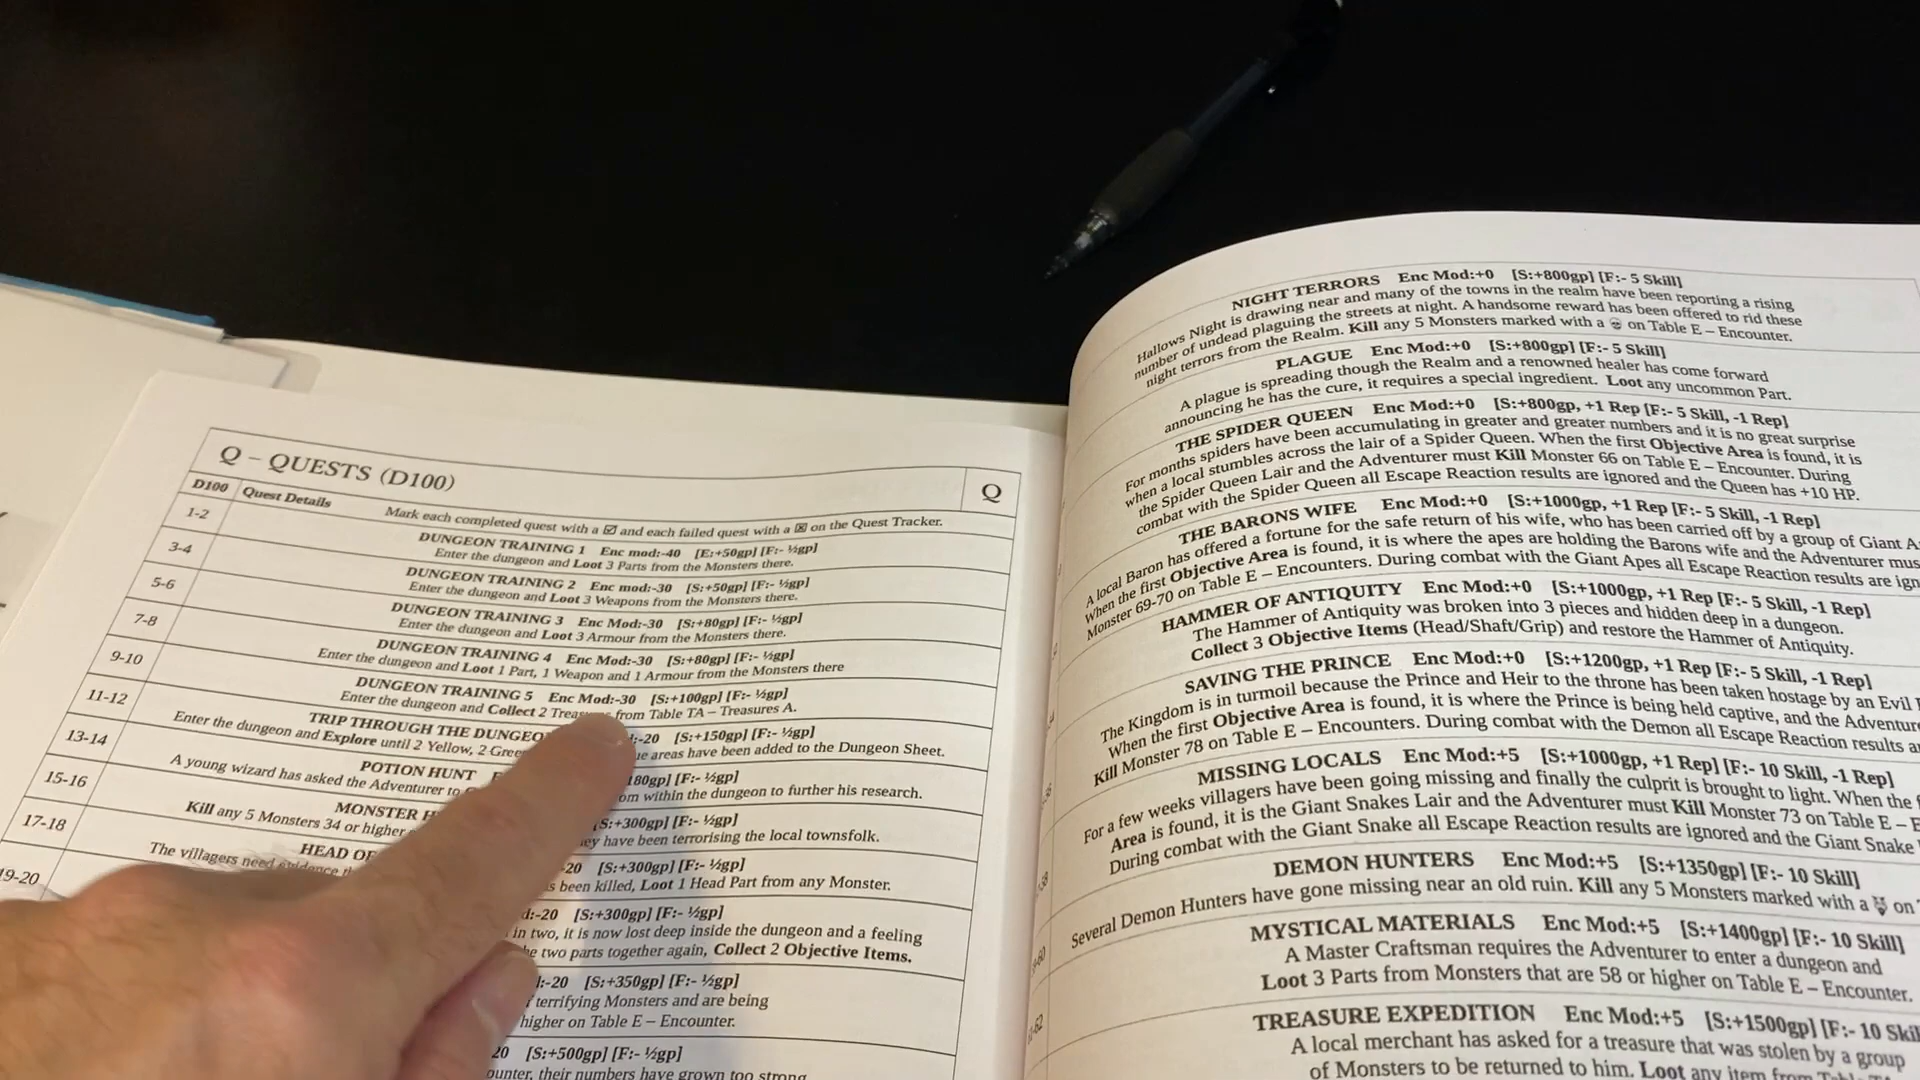 Q – QUESTS (D100)
Q
D100 Quest Details
Mark each completed quest with a ☑ and each failed quest with a ☒ on the Quest Tracker.
1-2
DUNGEON TRAINING 1 Enc mod:-40 [E:+50gp] [F:- ½gp]
Enter the dungeon and Loot 3 Parts from the Monsters there.
3-4
DUNGEON TRAINING 2 Enc mod:-30 [S:+50gp] [F:- ½gp]
Enter the dungeon and Loot 3 Weapons from the Monsters there.
5-6
DUNGEON TRAINING 3 Enc Mod:-30 [S:+80gp] [F:- ½gp]
Enter the dungeon and Loot 3 Armour from the Monsters there.
7-8
DUNGEON TRAINING 4 Enc Mod:-30 [S:+80gp] [F:- ½gp]
Enter the dungeon and Loot 1 Part, 1 Weapon and 1 Armour from the Monsters there
9-10
DUNGEON TRAINING 5 Enc Mod:-30 [S:+100gp] [F:- ½gp]
Enter the dungeon and Collect 2 Treasures from Table TA – Treasures A.
11-12
TRIP THROUGH THE :-20 [S:+150gp] [F:- ½gp]
Enter the dungeon and Explore until 2 Yellow, 2 areas have been added to the Dungeon Sheet.
13-14
POTION HUNT 180gp] [F:- ½gp]
A young wizard has asked the Adventurer to within the dungeon to further his research.
15-16
MONSTER [S:+300gp] [F:- ½gp]
Kill any 5 Monsters 34 or higher have been terrorising the local townsfolk.
17-18
HEAD OF -20 [S:+300gp] [F:- ½gp]
The villagers need evidence been killed, Loot 1 Head Part from any Monster.
19-20
d:-20 [S:+300gp] [F:- ½gp]
in two, it is now lost deep inside the dungeon and a feeling
two parts together again, Collect 2 Objective Items.
:-20 [S:+350gp] [F:- ½gp]
terrifying Monsters and are being
higher on Table E – Encounter.
20 [S:+500gp] [F:- ½gp]
their numbers have grown too strong
NIGHT TERRORS Enc Mod:+0 [S:+800gp] [F:- 5 Skill]
Hallows Night is drawing near and many of the towns in the realm have been reporting a rising
number of undead plaguing the streets at night. A handsome reward has been offered to rid these
night terrors from the Realm. Kill any 5 Monsters marked with a on Table E – Encounter.
PLAGUE Enc Mod:+0 [S:+800gp] [F:- 5 Skill]
A plague is spreading though the Realm and a renowned healer has come forward
announcing he has the cure, it requires a special ingredient. Loot any uncommon Part.
THE SPIDER QUEEN Enc Mod:+0 [S:+800gp, +1 Rep [F:- 5 Skill, -1 Rep]
For months spiders have been accumulating in greater and greater numbers and it is no great surprise
when a local stumbles across the lair of a Spider Queen. When the first Objective Area is found, it is
the Spider Queen Lair and the Adventurer must Kill Monster 66 on Table E – Encounter. During
combat with the Spider Queen all Escape Reaction results are ignored and the Queen has +10 HP.
THE BARONS WIFE Enc Mod:+0 [S:+1000gp, +1 Rep [F:- 5 Skill, -1 Rep]
A local Baron has offered a fortune for the safe return of his wife, who has been carried off by a group of Giant
When the first Objective Area is found, it is where the apes are holding the Barons wife and the Adventurer
Monster 69-70 on Table E – Encounters. During combat with the Giant Apes all Escape Reaction results are
HAMMER OF ANTIQUITY Enc Mod:+0 [S:+1000gp, +1 Rep [F:- 5 Skill, -1 Rep]
The Hammer of Antiquity was broken into 3 pieces and hidden deep in a dungeon.
Collect 3 Objective Items (Head/Shaft/Grip) and restore the Hammer of Antiquity.
SAVING THE PRINCE Enc Mod:+0 [S:+1200gp, +1 Rep [F:- 5 Skill, -1 Rep]
The Kingdom is in turmoil because the Prince and Heir to the throne has been taken hostage by an Evil
When the first Objective Area is found, it is where the Prince is being held captive, and the
Kill Monster 78 on Table E – Encounters. During combat with the Demon all Escape Reaction results
MISSING LOCALS Enc Mod:+5 [S:+1000gp, +1 Rep] [F:- 10 Skill, -1 Rep]
For a few weeks villagers have been going missing and finally the culprit is brought to light. When the
Area is found, it is the Giant Snakes Lair and the Adventurer must Kill Monster 73 on Table E –
During combat with the Giant Snake all Escape Reaction results are ignored and the Giant Snake
DEMON HUNTERS Enc Mod:+5 [S:+1350gp] [F:- 10 Skill]
Several Demon Hunters have gone missing near an old ruin. Kill any 5 Monsters marked with a on
MYSTICAL MATERIALS Enc Mod:+5 [S:+1400gp] [F:- 10 Skill]
A Master Craftsman requires the Adventurer to enter a dungeon and
Loot 3 Parts from Monsters that are 58 or higher on Table E – Encounter.
TREASURE EXPEDITION Enc Mod:+5 [S:+1500gp] [F:- 10
A local merchant has asked for a treasure that was stolen by a group
of Monsters to be returned to him. Loot any item from